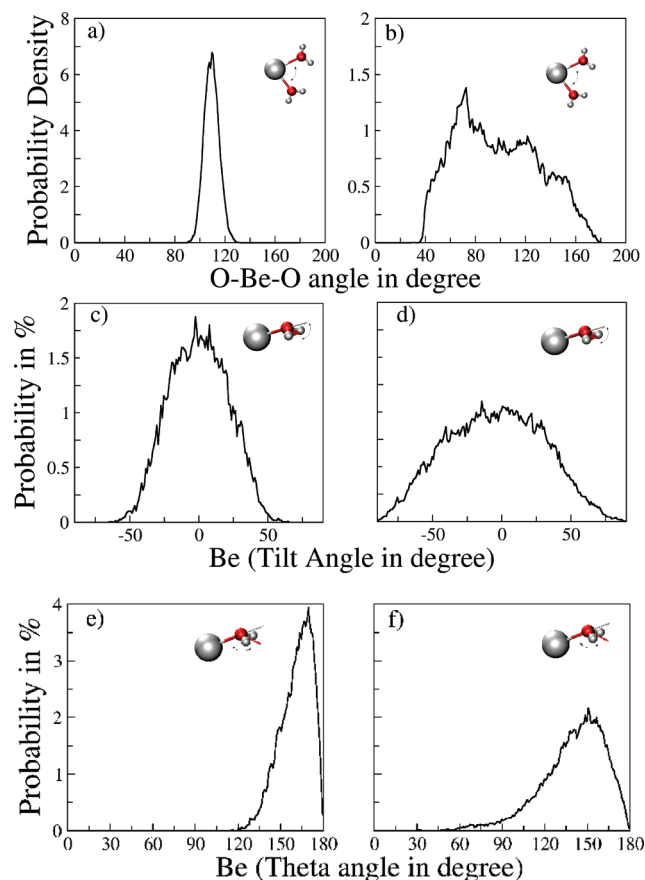 8 a) 2 b)
6 1.5
4 1
2 0.5
0 0
0 40 80 120 160 200 0 40 80 120 160 200
Probability Density
O-Be-O angle in degree
2 c) d)
1.5
1
0.5
0
-50 0 50 -50 0 50
Probability in %
Be (Tilt Angle in degree)
4 e) f)
3
2
1
0
0 30 60 90 120 150 180 0 30 60 90 120 150 180
Probability in %
Be (Theta angle in degree)